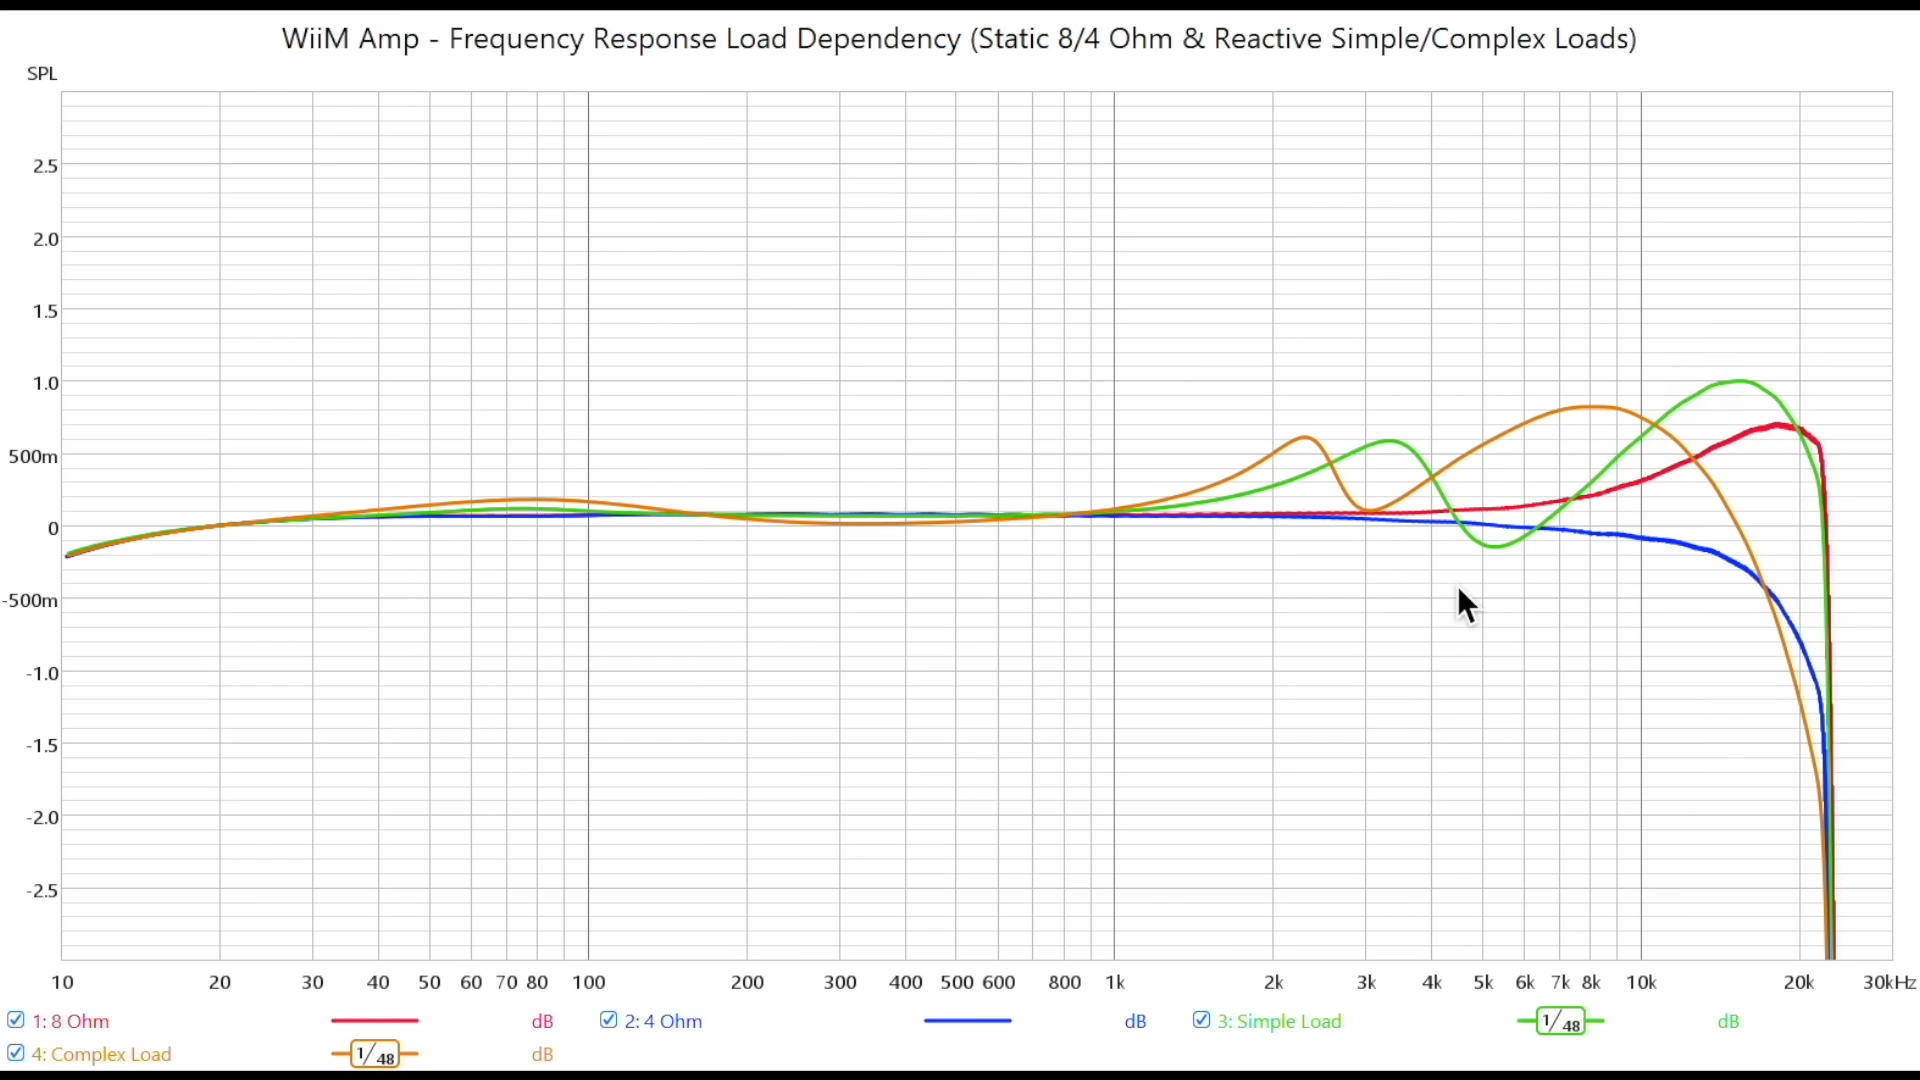 WiiM Amp - Frequency Response Load Dependency (Static 8/4 Ohm & Reactive Simple/Complex Loads)
SPL
2.5
2.0
1.5
1.0
500m
0
-500m
-1.0
-1.5
-2.0
-2.5
10 20 30 40 50 60 70 80 100 200 300 400 500 600 800 1k 2k 3k 4k 5k 6k 7k 8k 10k 20k 30kHz
1: 8 Ohm dB 2: 4 Ohm dB 3: Simple Load 1/48 dB
4: Complex Load 1/48 dB